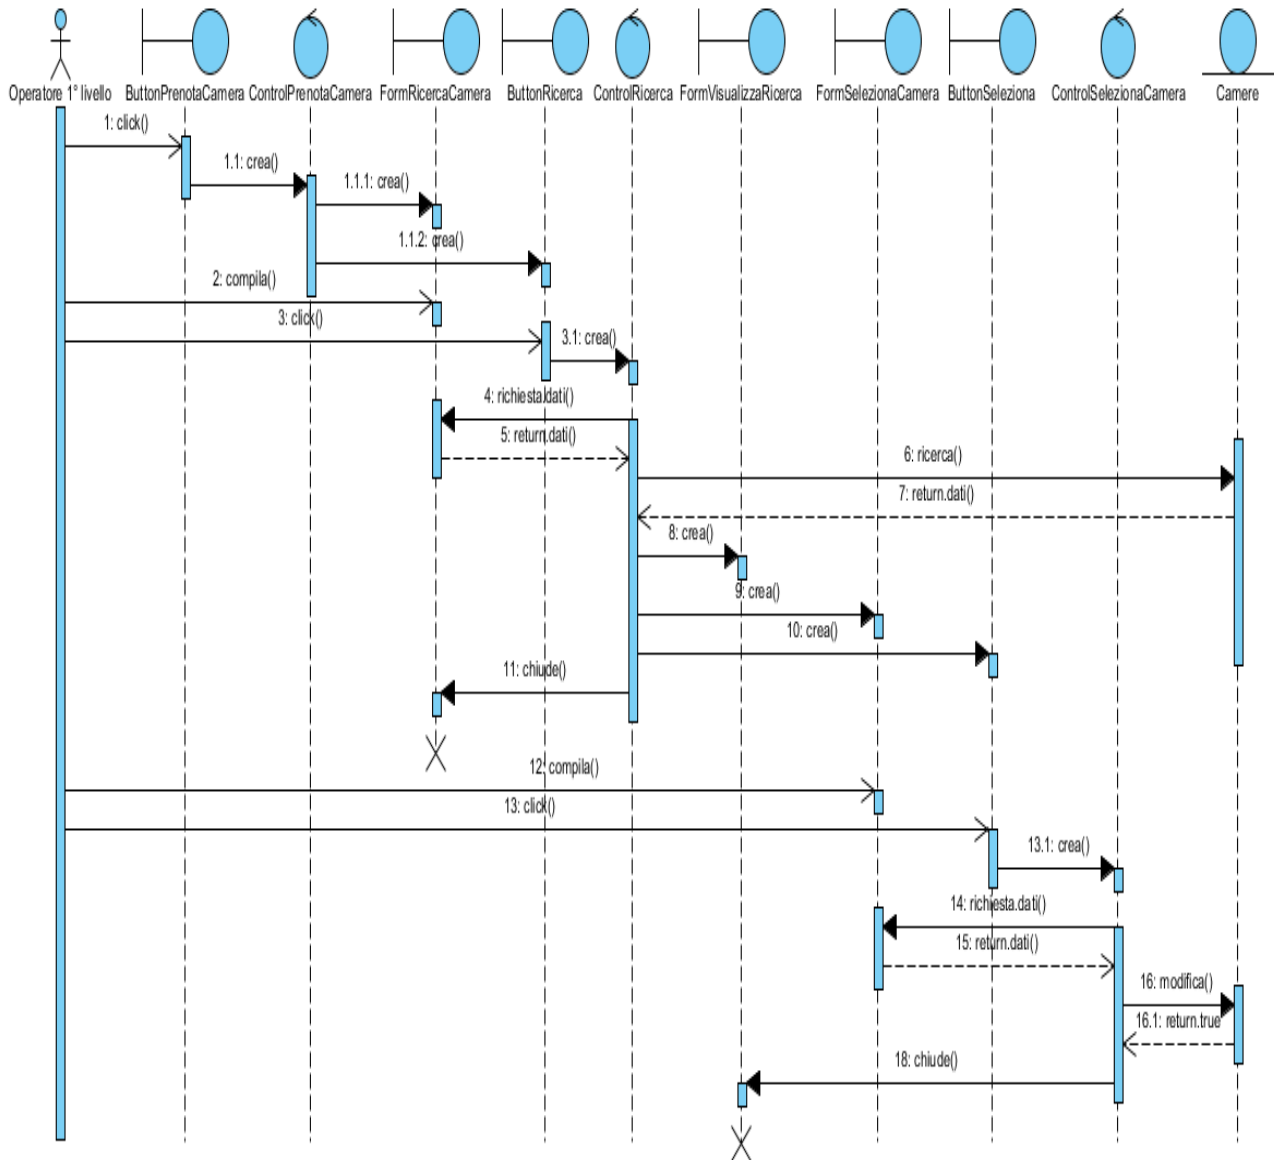 Operatore 1° livello
ButtonPrenotaCamera
ControlPrenotaCamera
FormRicercaCamera
ButtonRicerca
ControlRicerca
FormVisualizzaRicerca
FormSelezionaCamera
ButtonSeleziona
ControlSelezionaCamera
Camere
1: click()
1.1: crea()
1.1.1: crea()
1.1.2: crea()
2: compila()
3: click()
3.1: crea()
4: richiesta.dati()
5: return.dati()
6: ricerca()
7: return.dati()
8: crea()
9: crea()
10: crea()
11: chiude()
12: compila()
13: click()
13.1: crea()
14: richiesta.dati()
15: return.dati()
16: modifica()
16.1: return.true
18: chiude()